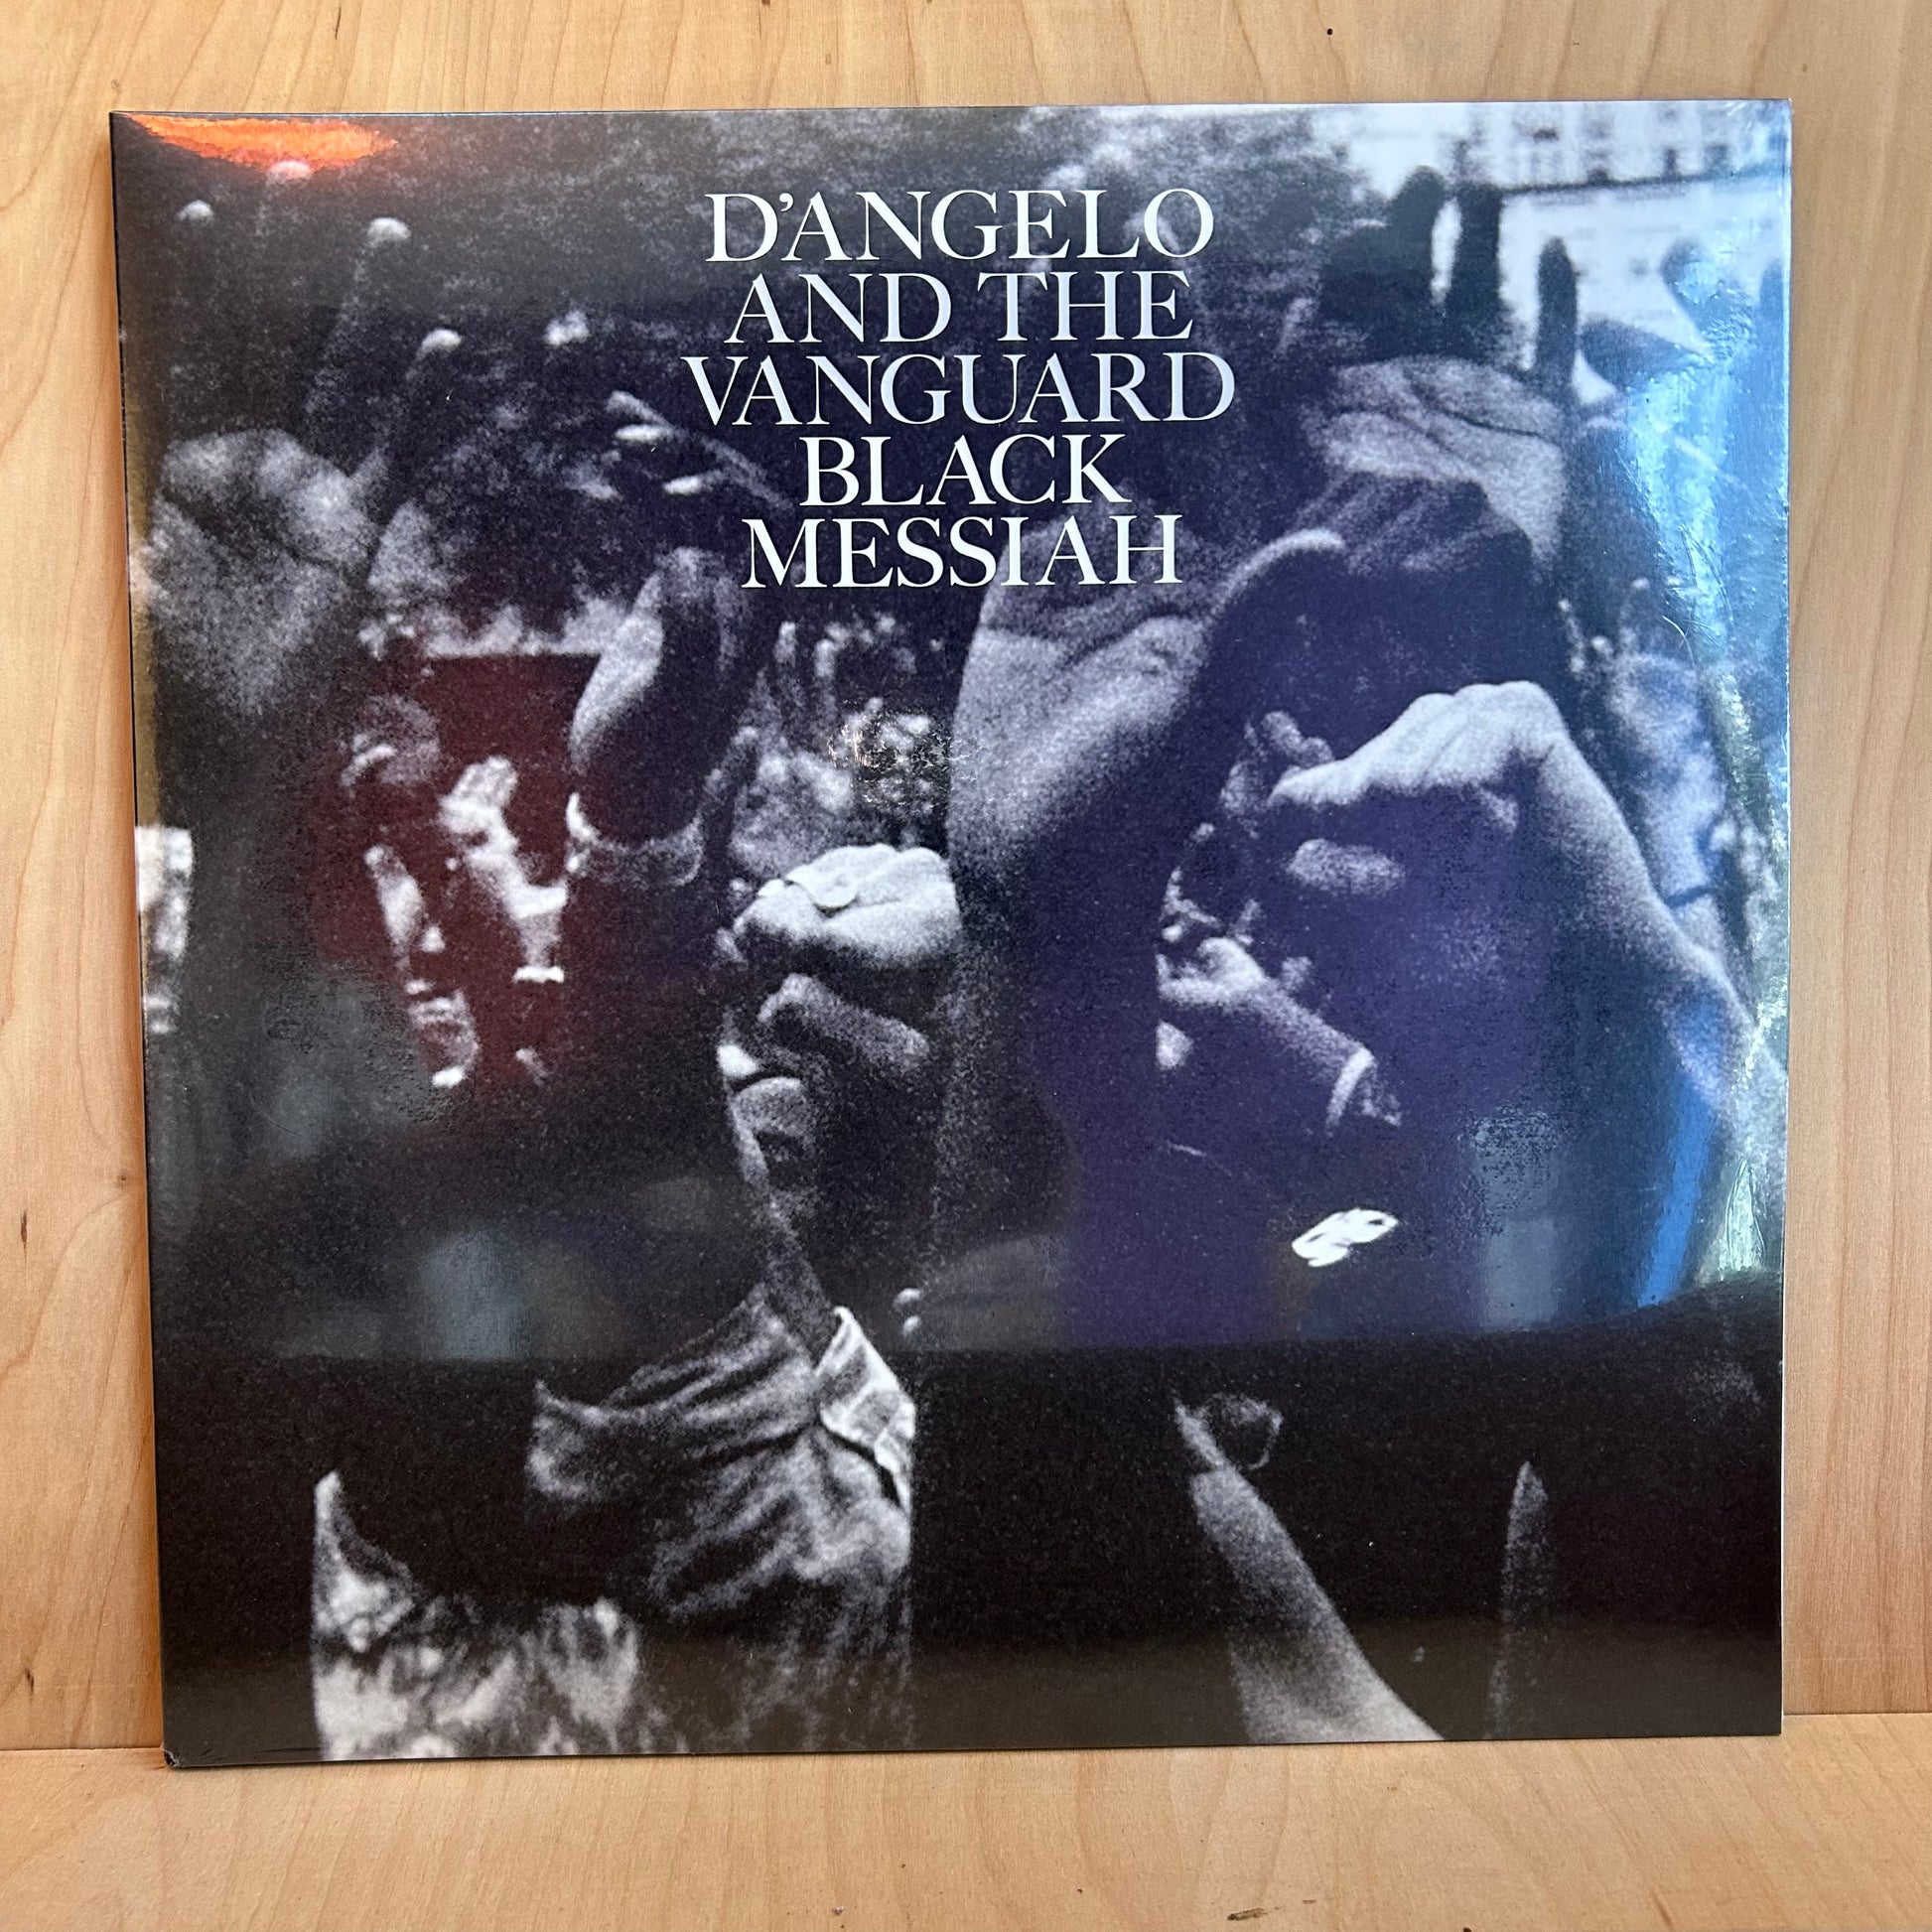 D'ANGELO
AND THE
VANGUARD
BLACK
MESSIAH